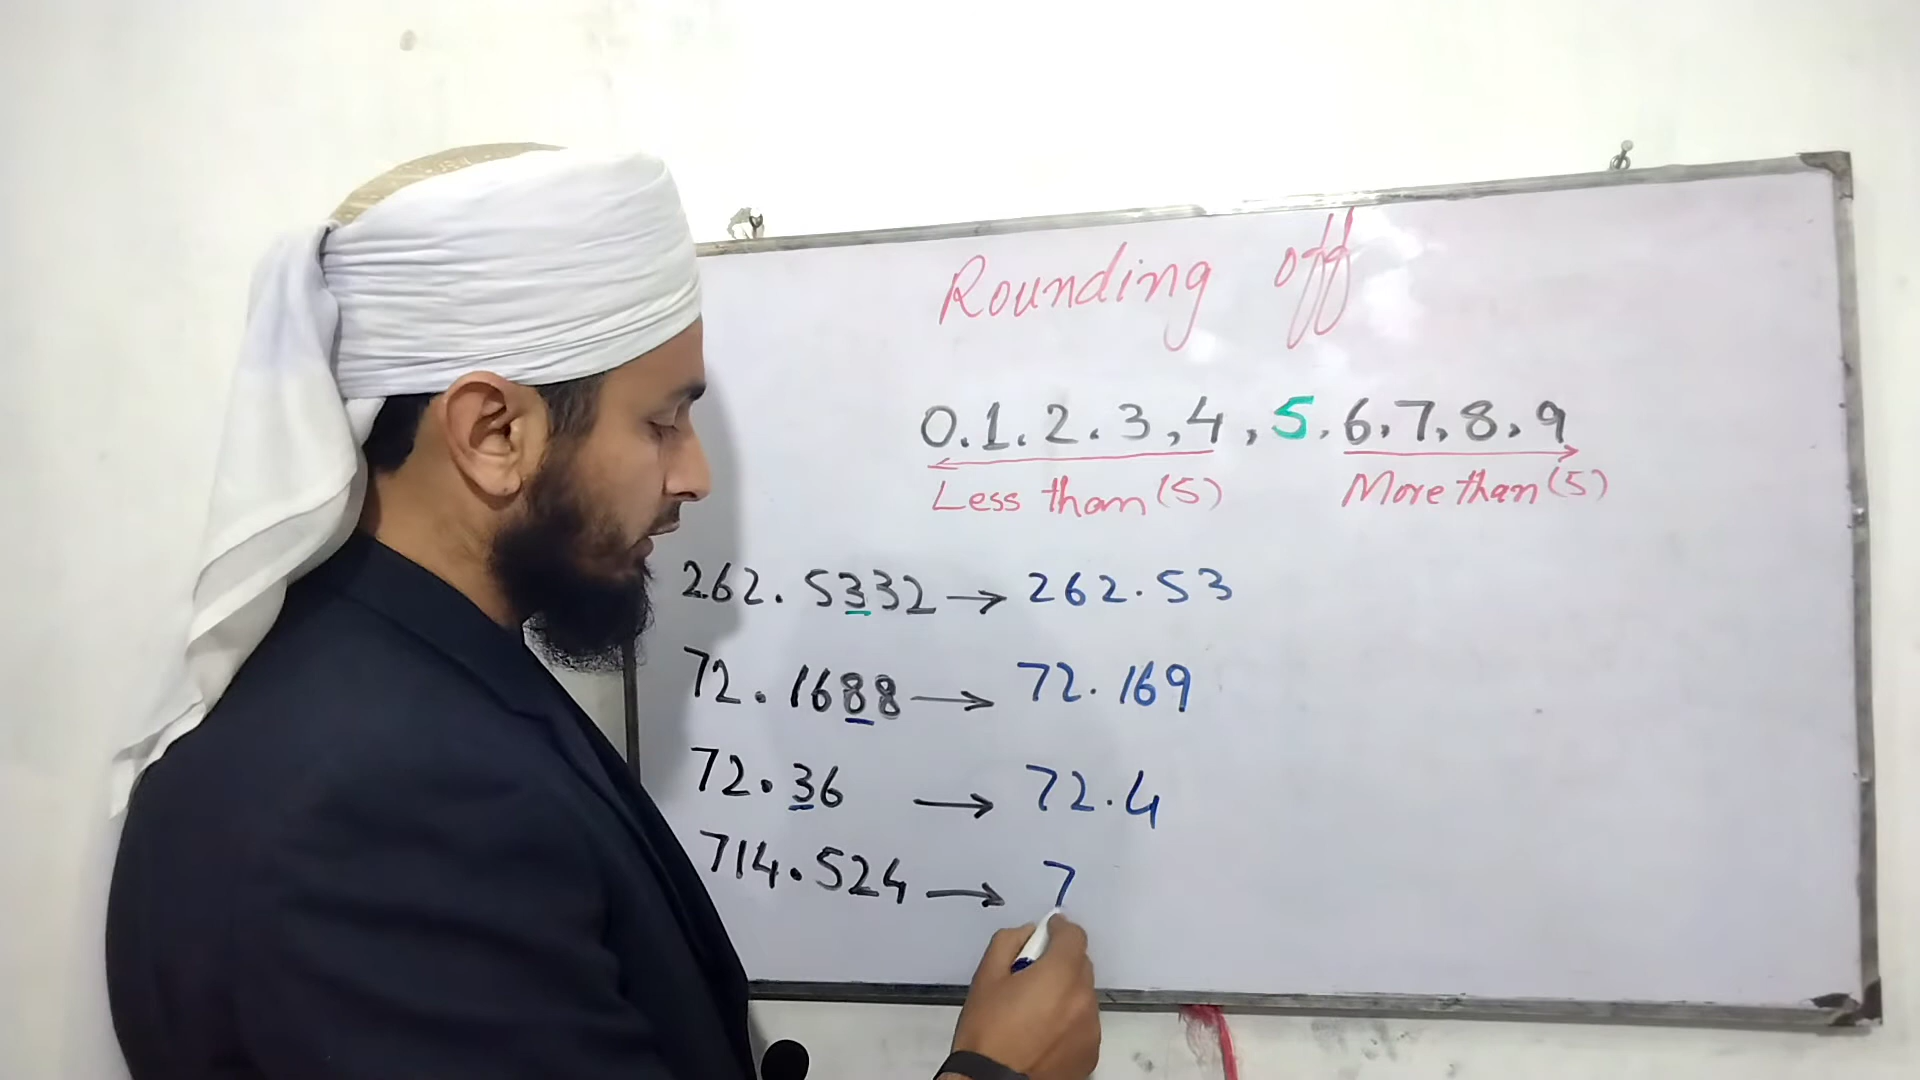 Rounding off
0.1.2.3,4,5.6,7,8,9
Less than (5) More than (5)
262.5332 → 262.53
72.1688 → 72.169
72.36 → 72.4
714.524 → 7